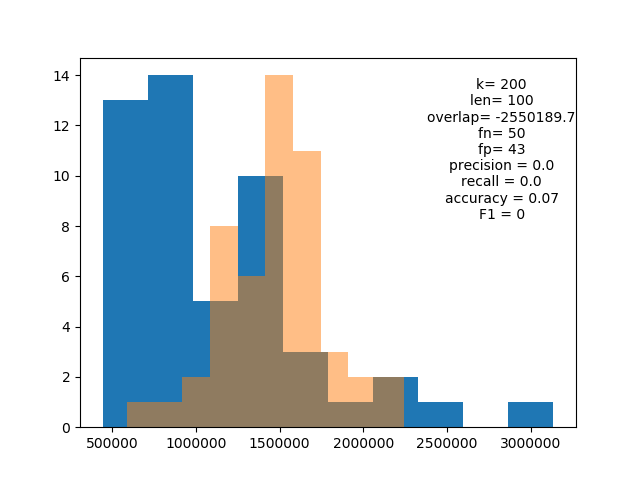 14
12
10
8
6
4
2
0
500000 1000000 1500000 2000000 2500000 3000000
k= 200
len= 100
overlap= -2550189.7
fn= 50
fp= 43
precision = 0.0
recall = 0.0
accuracy = 0.07
F1 = 0